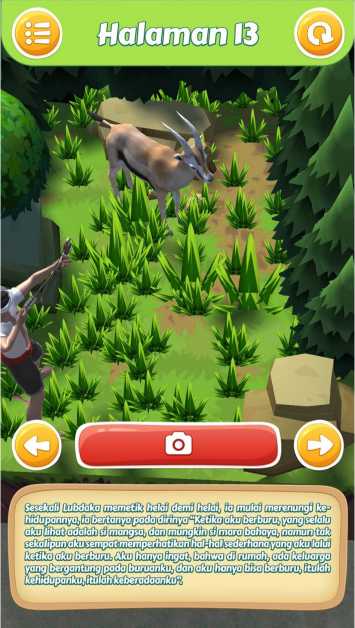 Halaman 13
Sesekali Lubdaka memetik helai demi helai, ia mulai merenungi ke-
hidupannya, ia bertanya pada dirinya "Ketika aku berburu, yang selalu
aku lihat adalah si mangsa, dan mungkin si mara bahaya, namun tak
sekalipun aku sempat memperhatikan hal-hal sederhana yang aku lalui
ketika aku berburu. Aku hanya ingat, bahwa di rumah, ada keluarga
yang bergantung pada buruanku, dan aku hanya bisa berburu, itulah
kehidupanku, itulah keberadaanku".